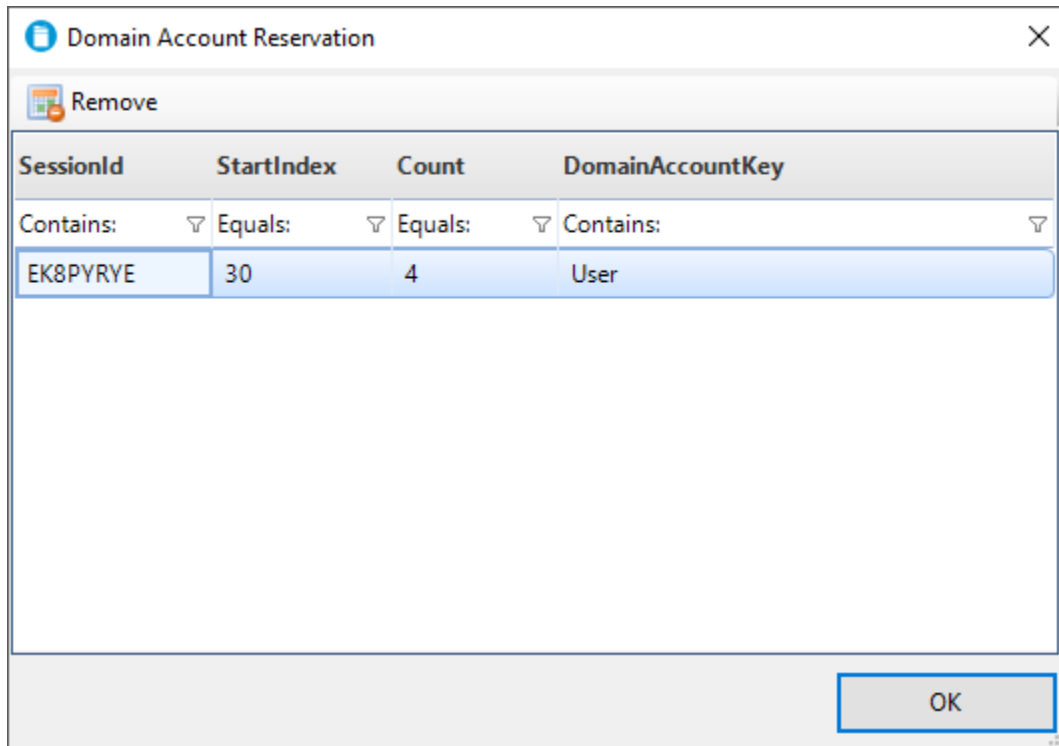 Domain Account Reservation
Remove
SessionId StartIndex Count DomainAccountKey
Contains: Equals: Equals: Contains:
EK8PYRYE 30 4 User
OK